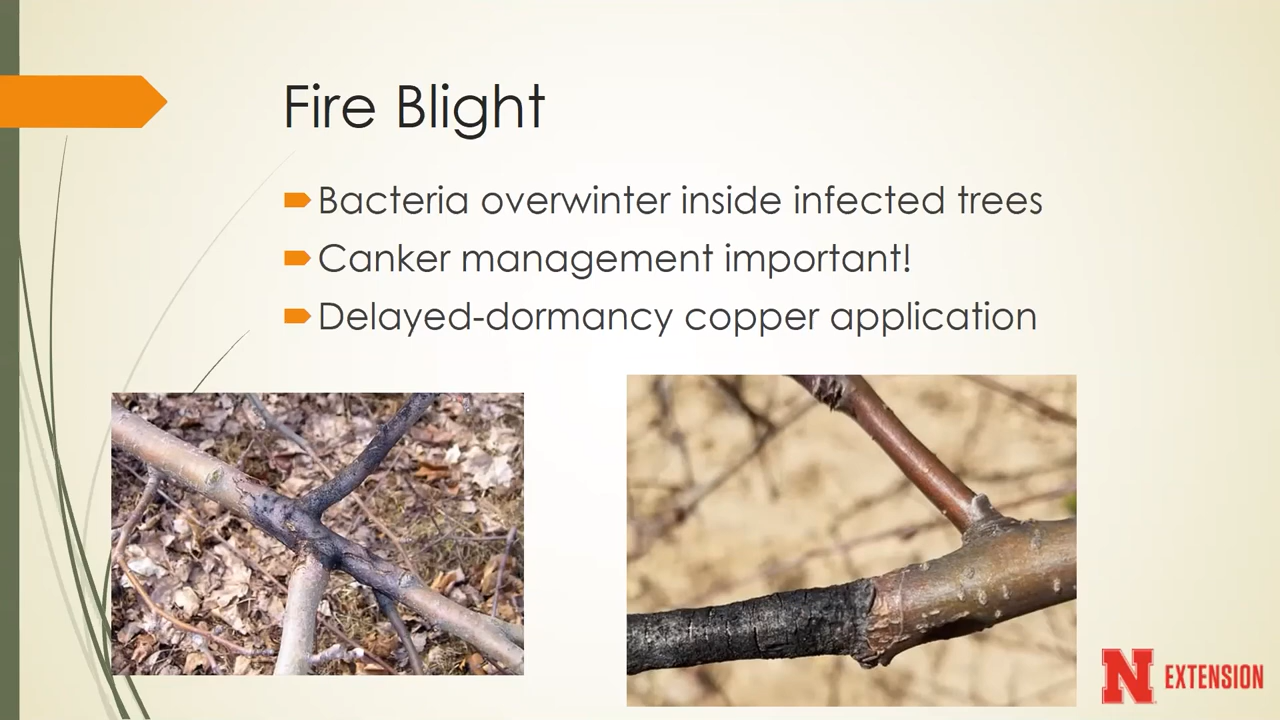 Fire Blight
Bacteria overwinter inside infected trees
Canker management important!
Delayed-dormancy copper application
N EXTENSION